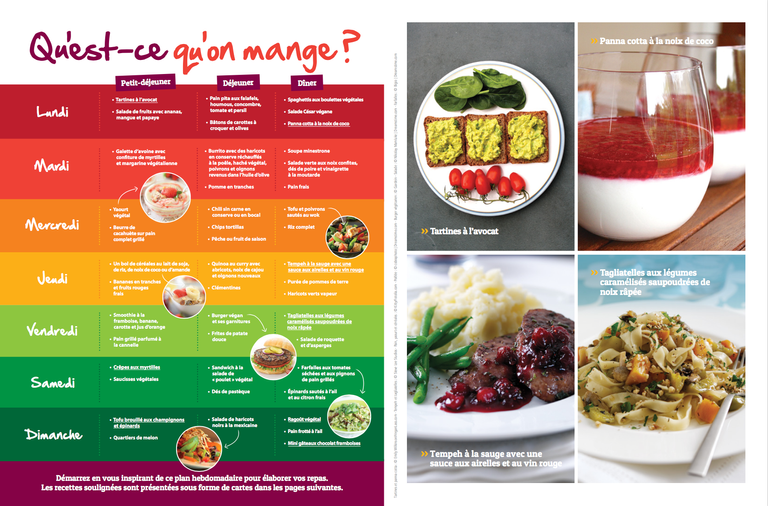 Qu'est-ce qu'on mange ?
Petit-déjeuner
Déjeuner
Dîner
Lundi
• Tartines à l'avocat
• Salade de fruits avec ananas,
mangue et papaye
• Pain pita aux falafels,
houmous, concombre,
tomate et persil
• Bâtons de carottes à
croquer et olives
• Spaghettis aux boulettes végétales
• Salade César végane
• Panna cotta à la noix de coco
Mardi
• Galette d'avoine avec
confiture de myrtilles
et margarine végétalienne
• Burrito avec des haricots
en conserve réchauffés
à la poêle, haché végétal,
poivrons et oignons
revenus dans l'huile d'olive
• Pomme en tranches
• Soupe minestrone
• Salade verte aux noix confites,
dés de poire et vinaigrette
à la moutarde
• Pain frais
Mercredi
• Yaourt
végétal
• Beurre de
cacahuète sur pain
complet grillé
• Chili sin carne en
conserve ou en bocal
• Chips tortillas
• Pêche ou fruit de saison
• Tofu et poivrons
sautés au wok
• Riz complet
Jeudi
• Un bol de céréales au lait de soja,
de riz, de noix de coco ou d'amande
• Bananes en tranches
et fruits rouges
frais
• Quinoa au curry avec
abricots, noix de cajou
et oignons nouveaux
• Clémentines
• Tempeh à la sauge avec une
sauce aux airelles et au vin rouge
• Purée de pommes de terre
• Haricots verts vapeur
Vendredi
• Smoothie à la
framboise, banane,
carotte et jus d'orange
• Pain grillé parfumé à
la cannelle
• Burger végan
et ses garnitures
• Frites de patate
douce
• Tagliatelles aux légumes
caramélisés saupoudrées de
noix râpée
• Salade de roquette
et d'asperges
Samedi
• Crêpes aux myrtilles
• Saucisses végétales
• Sandwich à la
salade de
« poulet » végétal
• Dés de pastèque
• Farfalles aux tomates
séchées et aux pignons
de pain grillés
• Épinards sautés à l'ail
et au citron frais
Dimanche
• Tofu brouillé aux champignons
et épinards
• Quartiers de melon
• Salade de haricots
noirs à la mexicaine
• Ragoût végétal
• Pain frotté à l'ail
• Mini gâteaux chocolat framboises
Démarrez en vous inspirant de ce plan hebdomadaire pour élaborer vos repas.
Les recettes soulignées sont présentées sous forme de cartes dans les pages suivantes.
›› Tartines à l'avocat
›› Panna cotta à la noix de coco
›› Tempeh à la sauge avec une
sauce aux airelles et au vin rouge
›› Tagliatelles aux légumes
caramélisés saupoudrées de
noix râpée